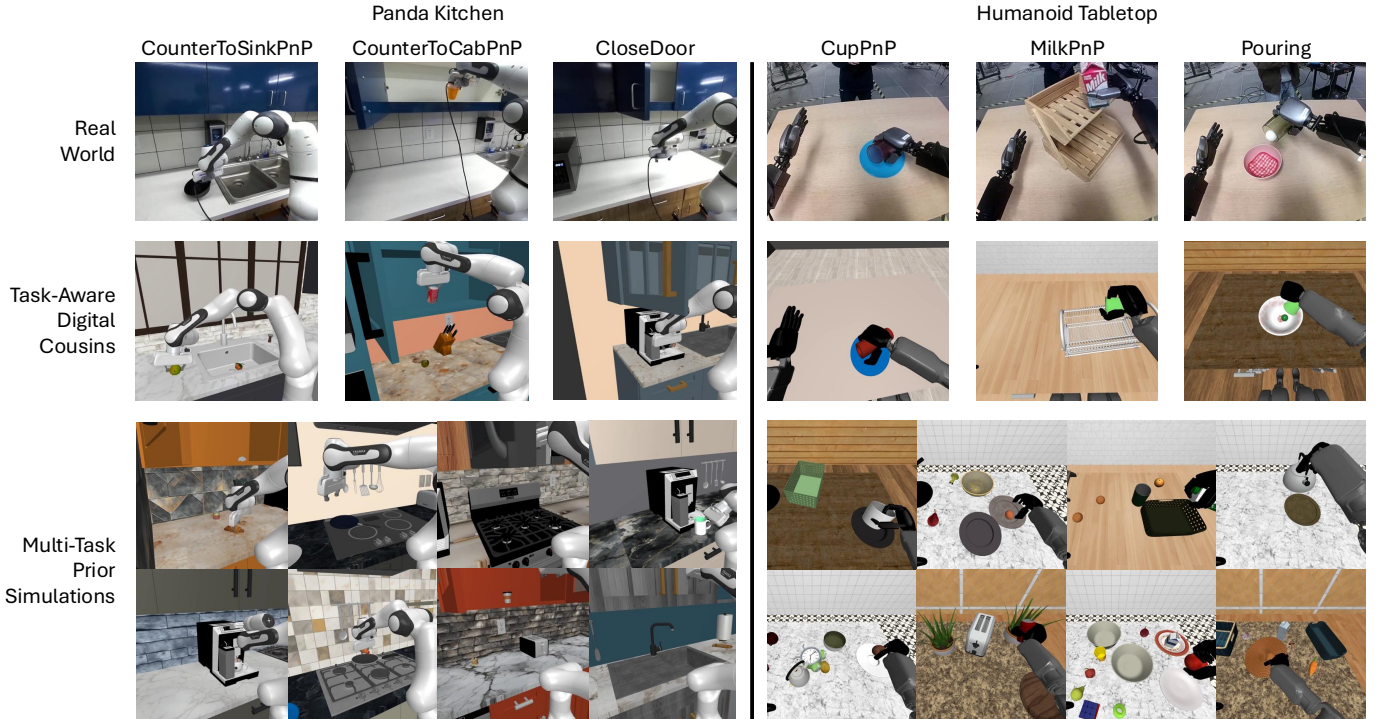 Panda Kitchen
Humanoid Tabletop
CounterToSinkPnP
CounterToCabPnP
CloseDoor
CupPnP
MilkPnP
Pouring
Real
World
Milk
Task-Aware
Digital
Cousins
Multi-Task
Prior
Simulations